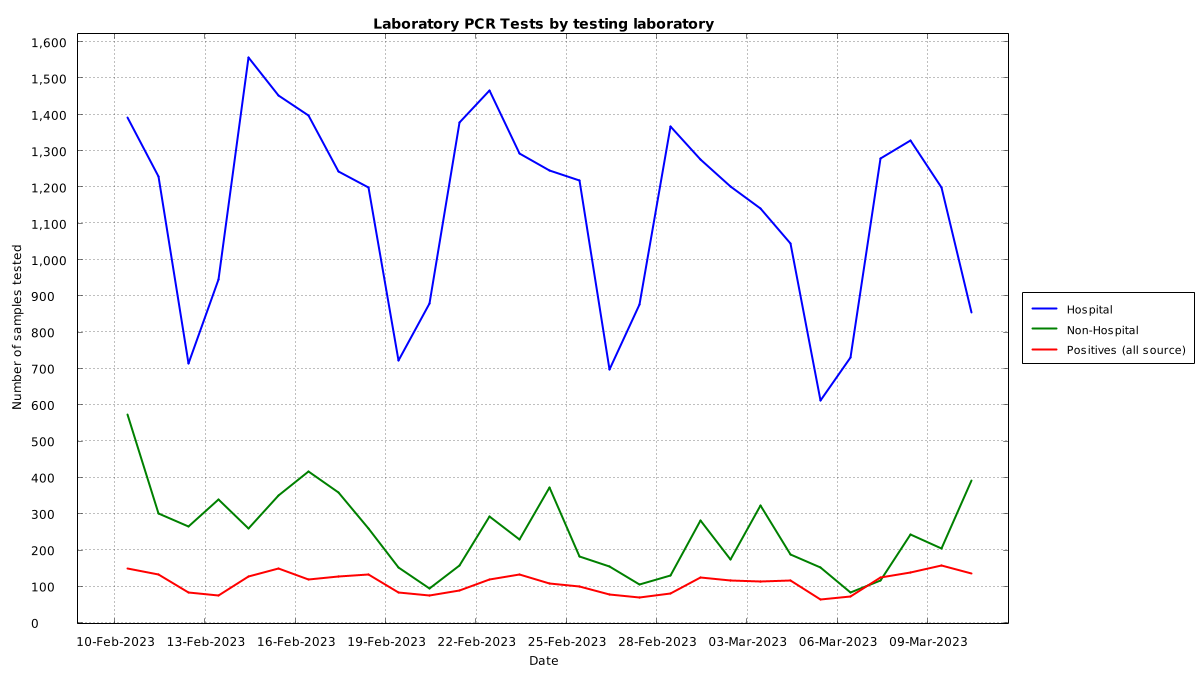 Laboratory PCR Tests by testing laboratory
1,600
1,500
1,400
1,300
1,200
1,100
1,000
900
800
700
600
500
400
300
200
100
0
Number of samples tested
10-Feb-2023 13-Feb-2023 16-Feb-2023 19-Feb-2023 22-Feb-2023 25-Feb-2023 28-Feb-2023 03-Mar-2023 06-Mar-2023 09-Mar-2023
Date
Hospital
Non-Hospital
Positives (all source)